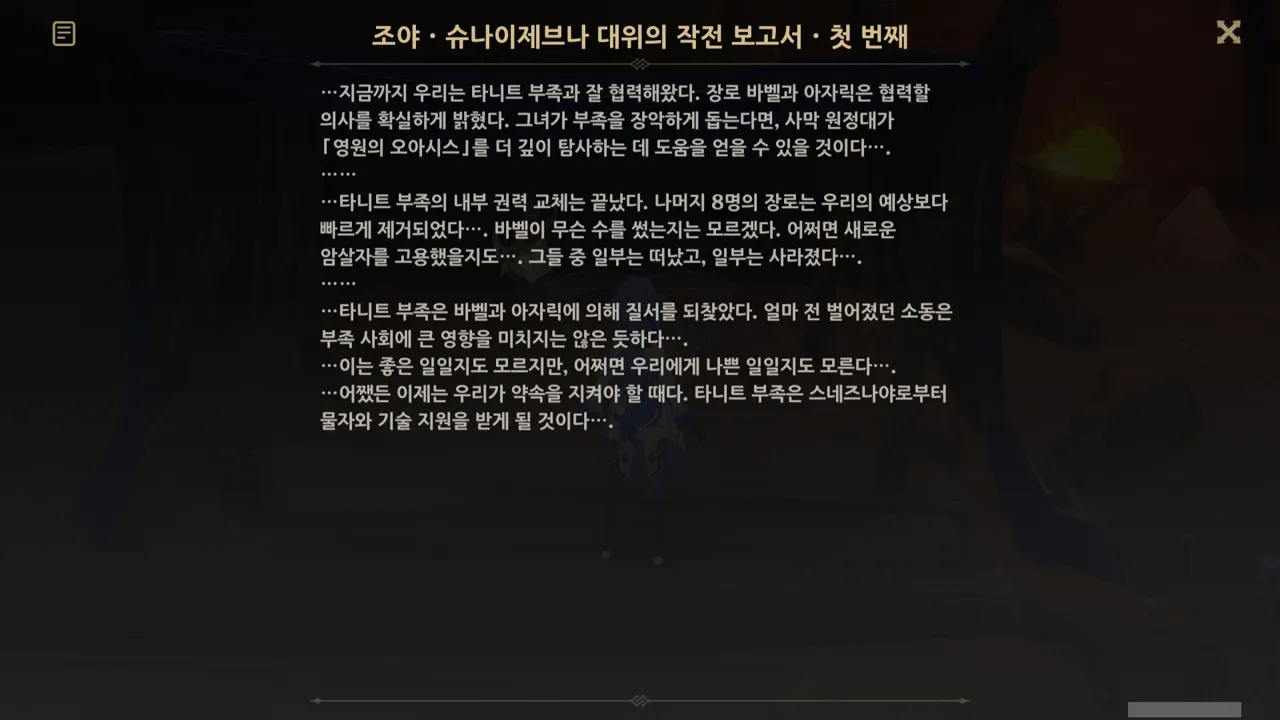 조야 · 슈나이제브나 대위의 작전 보고서 · 첫 번째
…지금까지 우리는 타니트 부족과 잘 협력해왔다. 장로 바벨과 아자릭은 협력할
의사를 확실하게 밝혔다. 그녀가 부족을 장악하게 돕는다면, 사막 원정대가
「영원의 오아시스」를 더 깊이 탐사하는 데 도움을 얻을 수 있을 것이다….
……
…타니트 부족의 내부 권력 교체는 끝났다. 나머지 8명의 장로는 우리의 예상보다
빠르게 제거되었다…. 바벨이 무슨 수를 썼는지는 모르겠다. 어쩌면 새로운
암살자를 고용했을지도…. 그들 중 일부는 떠났고, 일부는 사라졌다….
……
…타니트 부족은 바벨과 아자릭에 의해 질서를 되찾았다. 얼마 전 벌어졌던 소동은
부족 사회에 큰 영향을 미치지는 않은 듯하다….
…이는 좋은 일일지도 모르지만, 어쩌면 우리에게 나쁜 일일지도 모른다….
…어쨌든 이제는 우리가 약속을 지켜야 할 때다. 타니트 부족은 스네즈나야로부터
물자와 기술 지원을 받게 될 것이다….